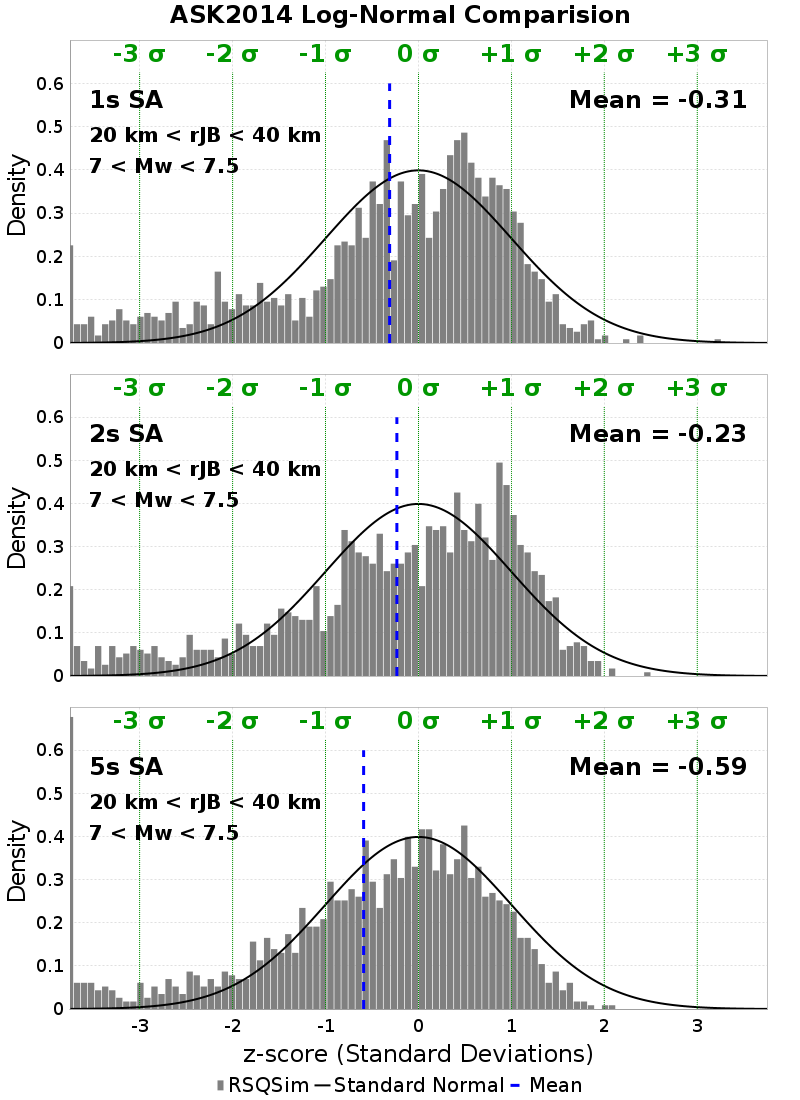 ASK2014 Log-Normal Comparision
-3 σ -2 σ -1 σ 0 σ +1 σ +2 σ +3 σ
1s SA Mean = -0.31
20 km < rJB < 40 km
7 < Mw < 7.5
Density
0.6
0.5
0.4
0.3
0.2
0.1
0
-3 σ -2 σ -1 σ 0 σ +1 σ +2 σ +3 σ
2s SA Mean = -0.23
20 km < rJB < 40 km
7 < Mw < 7.5
Density
0.6
0.5
0.4
0.3
0.2
0.1
0
-3 σ -2 σ -1 σ 0 σ +1 σ +2 σ +3 σ
5s SA Mean = -0.59
20 km < rJB < 40 km
7 < Mw < 7.5
Density
0.6
0.5
0.4
0.3
0.2
0.1
0
-3 -2 -1 0 1 2 3
z-score (Standard Deviations)
RSQSim Standard Normal Mean